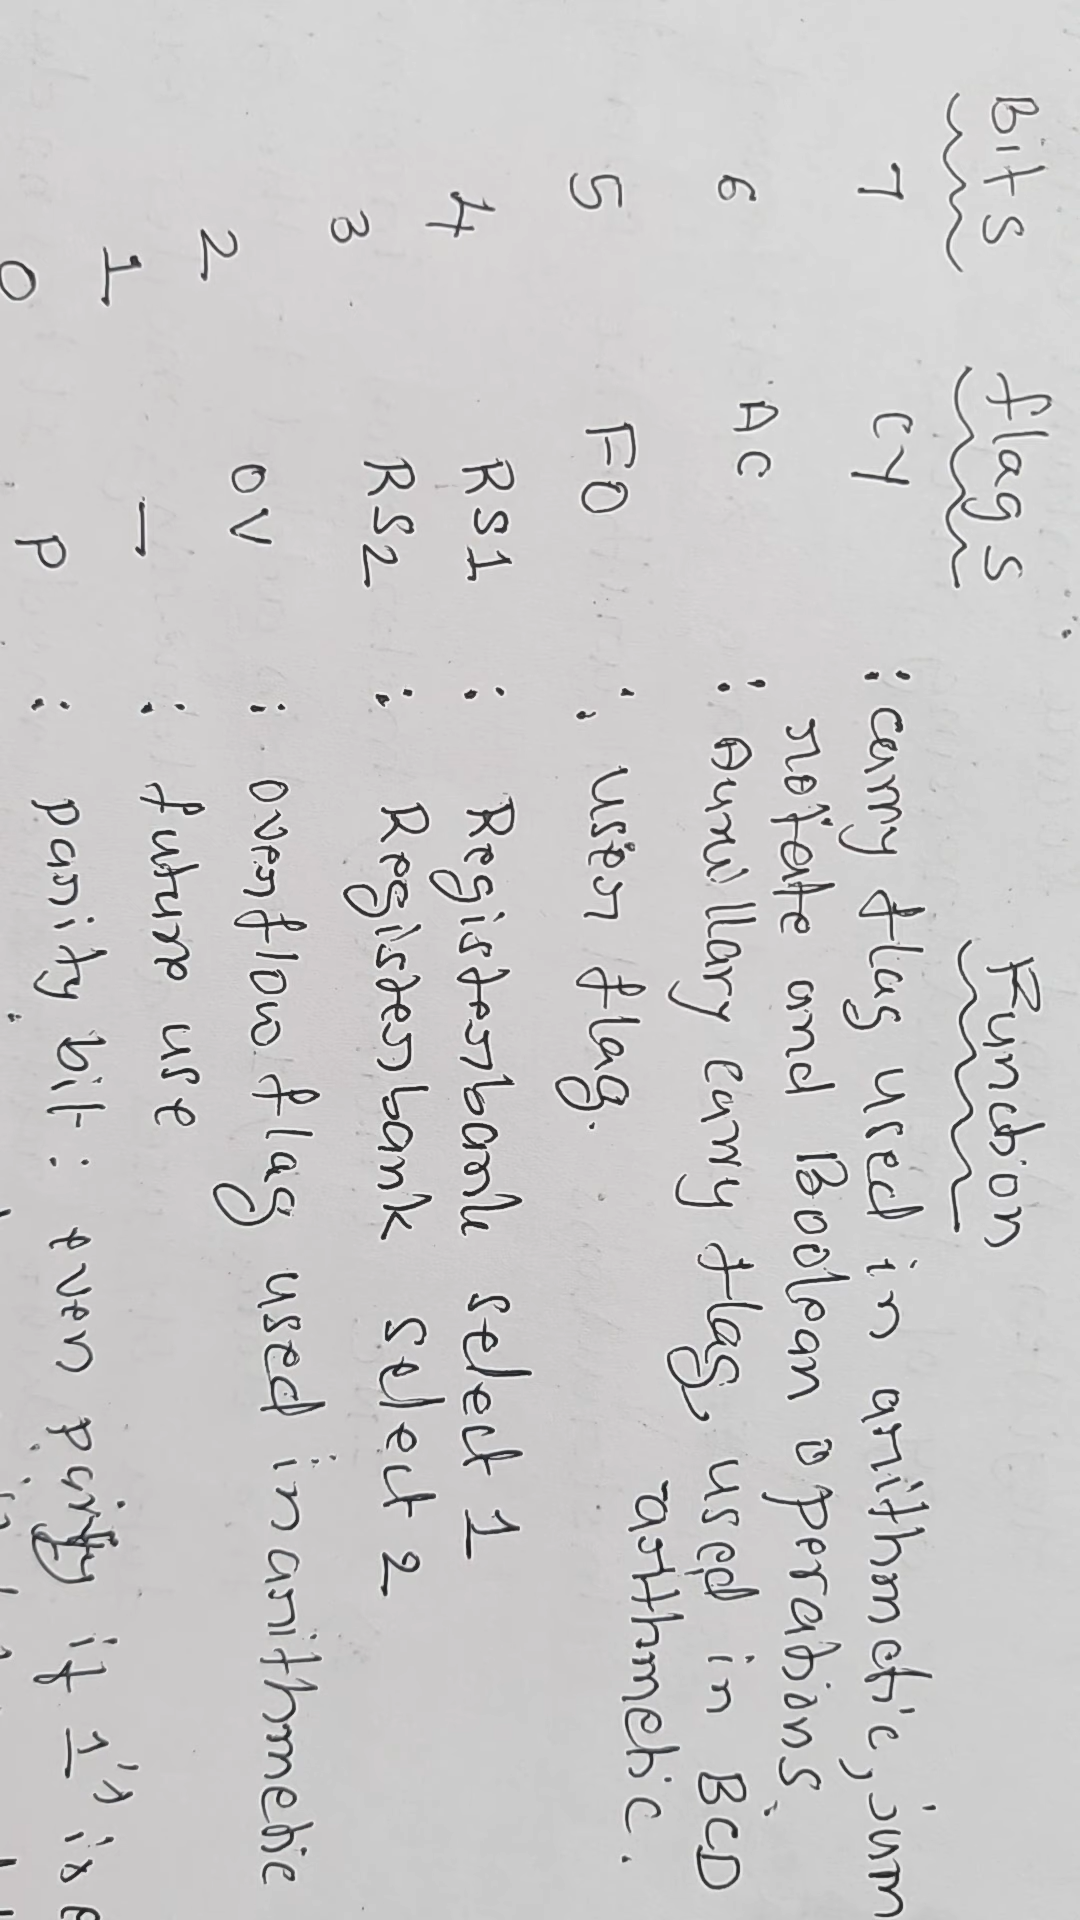 Bits flags Function
7 CY : carry flag used in arithmetic, jum
rotate and Boolean operations.
6 AC : Auxillary carry flag, used in BCD
arithmetic.
5 F0 : user flag.
4 RS1 : Registerbank select 1
3 RS2 : Registerbank select 2
2 OV : overflow flag used in arithmetic
1 — : future use
0 P : parity bit : even parity if 1's is e